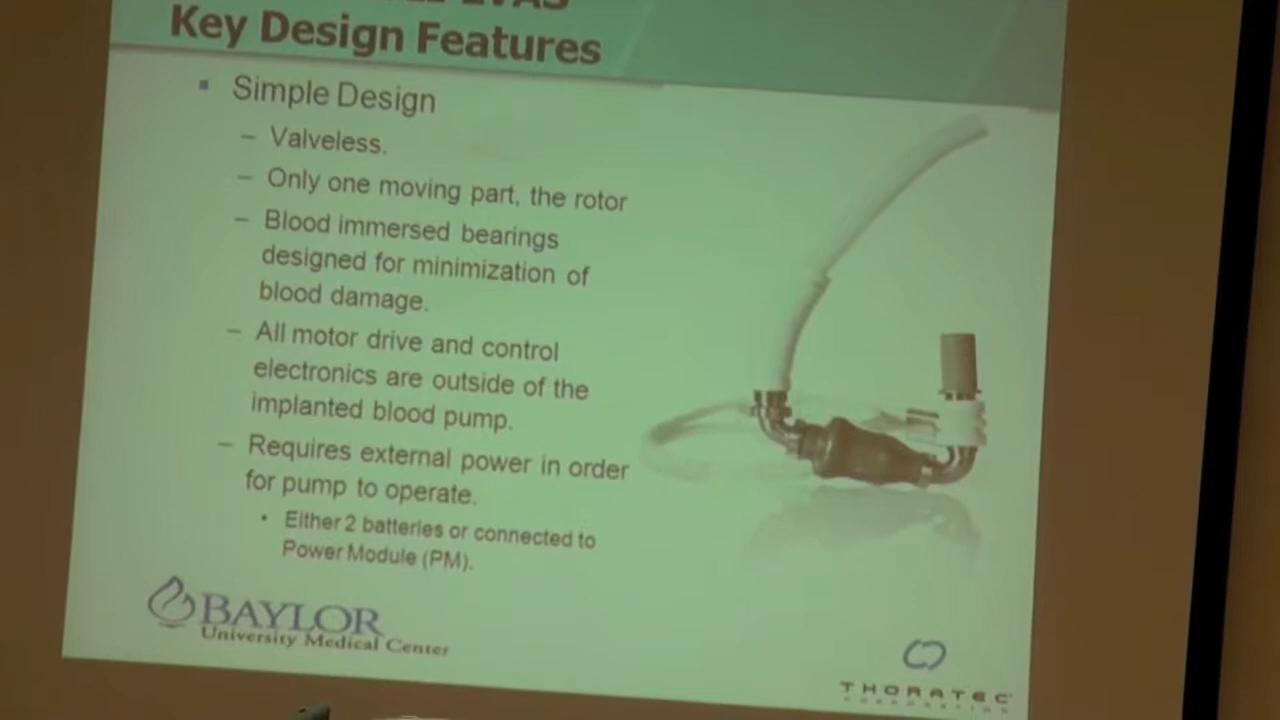 Key Design Features
▪ Simple Design
– Valveless.
– Only one moving part, the rotor
– Blood immersed bearings
designed for minimization of
blood damage.
– All motor drive and control
electronics are outside of the
implanted blood pump.
– Requires external power in order
for pump to operate.
• Either 2 batteries or connected to
Power Module (PM).
BAYLOR
University Medical Center
THORATEC
CORPORATION